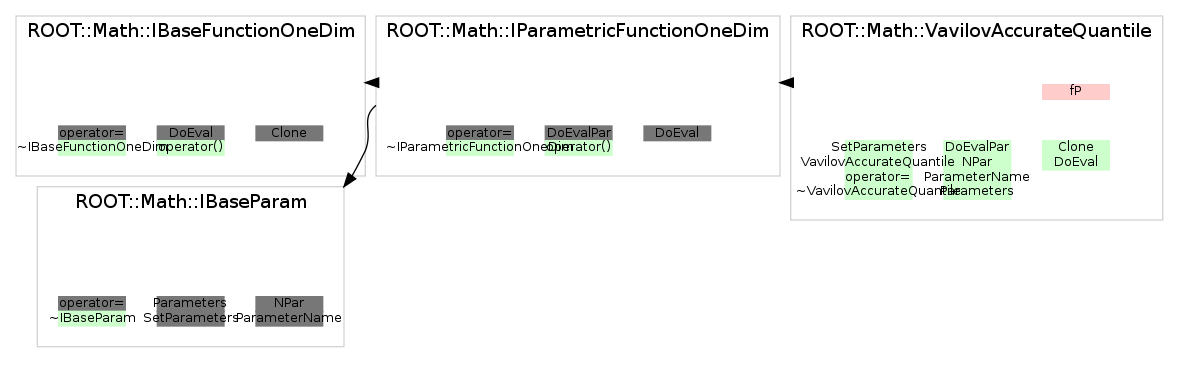 ROOT::Math::IBaseFunctionOneDim
operator= DoEval Clone
~IBaseFunctionOneDim operator()
ROOT::Math::IParametricFunctionOneDim
operator= DoEvalPar DoEval
~IParametricFunctionOneDim operator()
ROOT::Math::VavilovAccurateQuantile
fP
SetParameters DoEvalPar Clone
VavilovAccurateQuantile NPar DoEval
operator= ParameterName
~VavilovAccurateQuantile Parameters
ROOT::Math::IBaseParam
operator= Parameters NPar
~IBaseParam SetParameters ParameterName